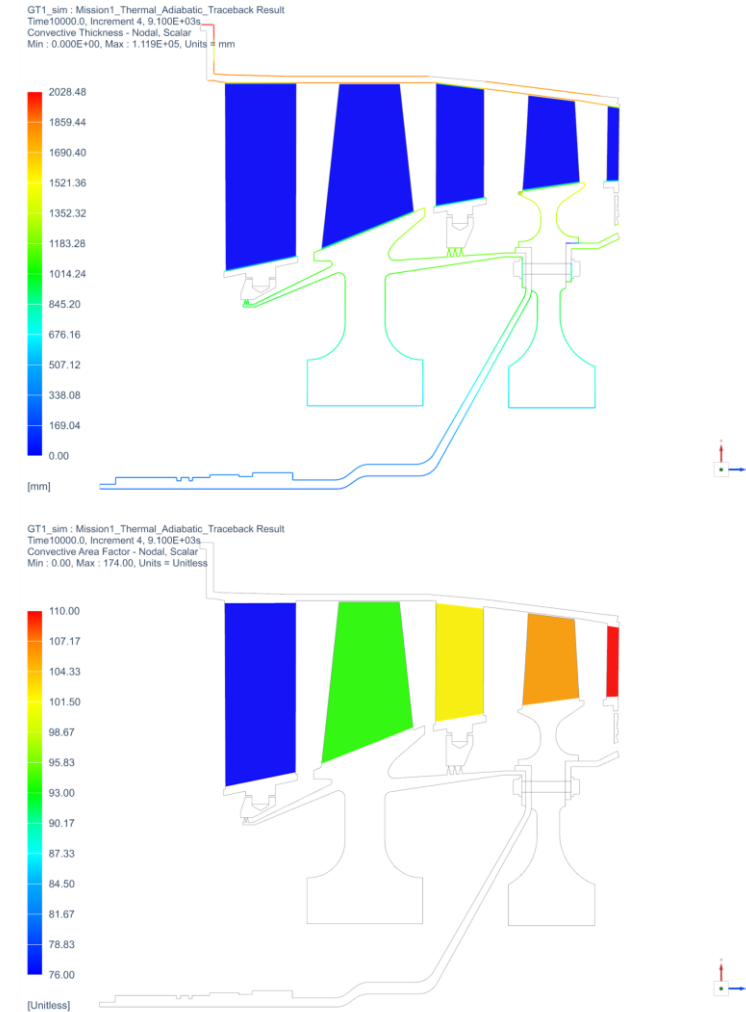 GT1_sim : Mission1_Thermal_Adiabatic_Traceback Result
Time10000.0, Increment 4, 9.100E+03s
Convective Thickness - Nodal, Scalar
Min : 0.000E+00, Max : 1.119E+05, Units = mm
2028.48
1859.44
1690.40
1521.36
1352.32
1183.28
1014.24
845.20
676.16
507.12
338.08
169.04
0.00
[mm]
GT1_sim : Mission1_Thermal_Adiabatic_Traceback Result
Time10000.0, Increment 4, 9.100E+03s
Convective Area Factor - Nodal, Scalar
Min : 0.00, Max : 174.00, Units = Unitless
110.00
107.17
104.33
101.50
98.67
95.83
93.00
90.17
87.33
84.50
81.67
78.83
76.00
[Unitless]